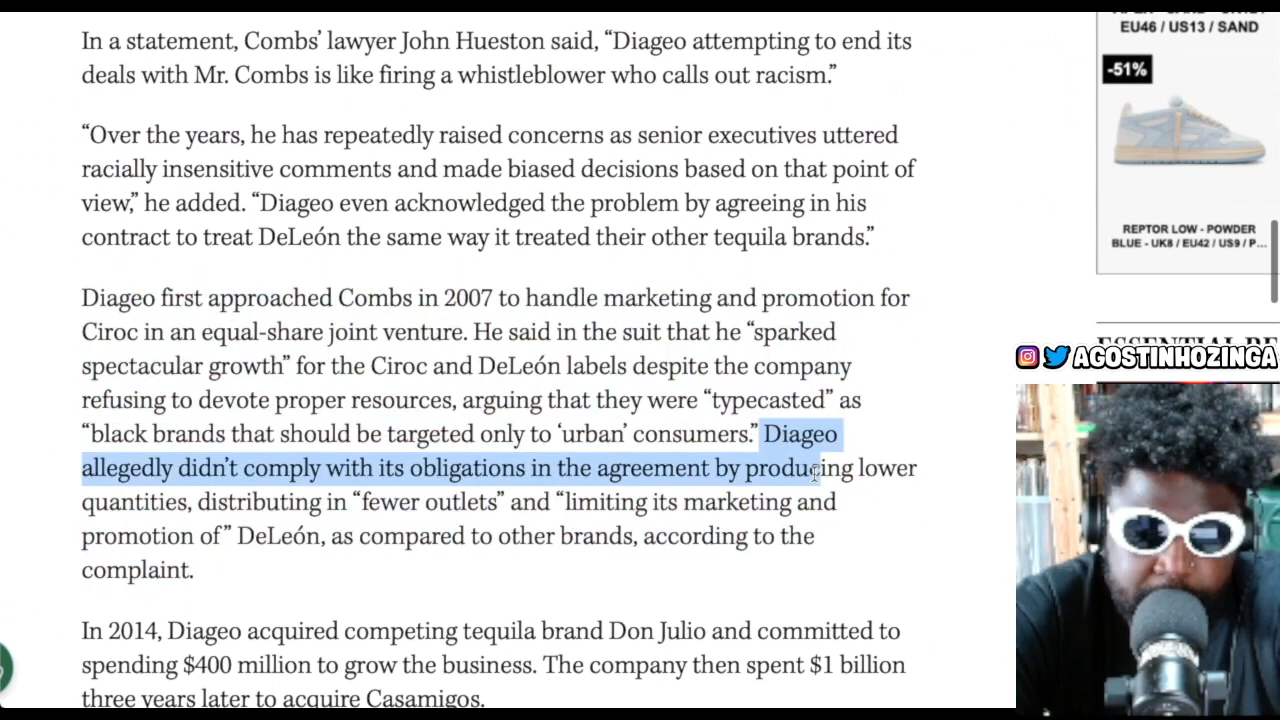 In a statement, Combs’ lawyer John Hueston said, “Diageo attempting to end its
deals with Mr. Combs is like firing a whistleblower who calls out racism.”
“Over the years, he has repeatedly raised concerns as senior executives uttered
racially insensitive comments and made biased decisions based on that point of
view,” he added. “Diageo even acknowledged the problem by agreeing in his
contract to treat DeLeón the same way it treated their other tequila brands.”
Diageo first approached Combs in 2007 to handle marketing and promotion for
Ciroc in an equal-share joint venture. He said in the suit that he “sparked
spectacular growth” for the Ciroc and DeLeón labels despite the company
refusing to devote proper resources, arguing that they were “typecasted” as
“black brands that should be targeted only to ‘urban’ consumers.” Diageo
allegedly didn’t comply with its obligations in the agreement by producing lower
quantities, distributing in “fewer outlets” and “limiting its marketing and
promotion of” DeLeón, as compared to other brands, according to the
complaint.
In 2014, Diageo acquired competing tequila brand Don Julio and committed to
spending $400 million to grow the business. The company then spent $1 billion
three years later to acquire Casamigos.
EU46 / US13 / SAND
-51%
REPTOR LOW - POWDER
BLUE - UK8 / EU42 / US9 / P...
AGOSTINHOZINGA